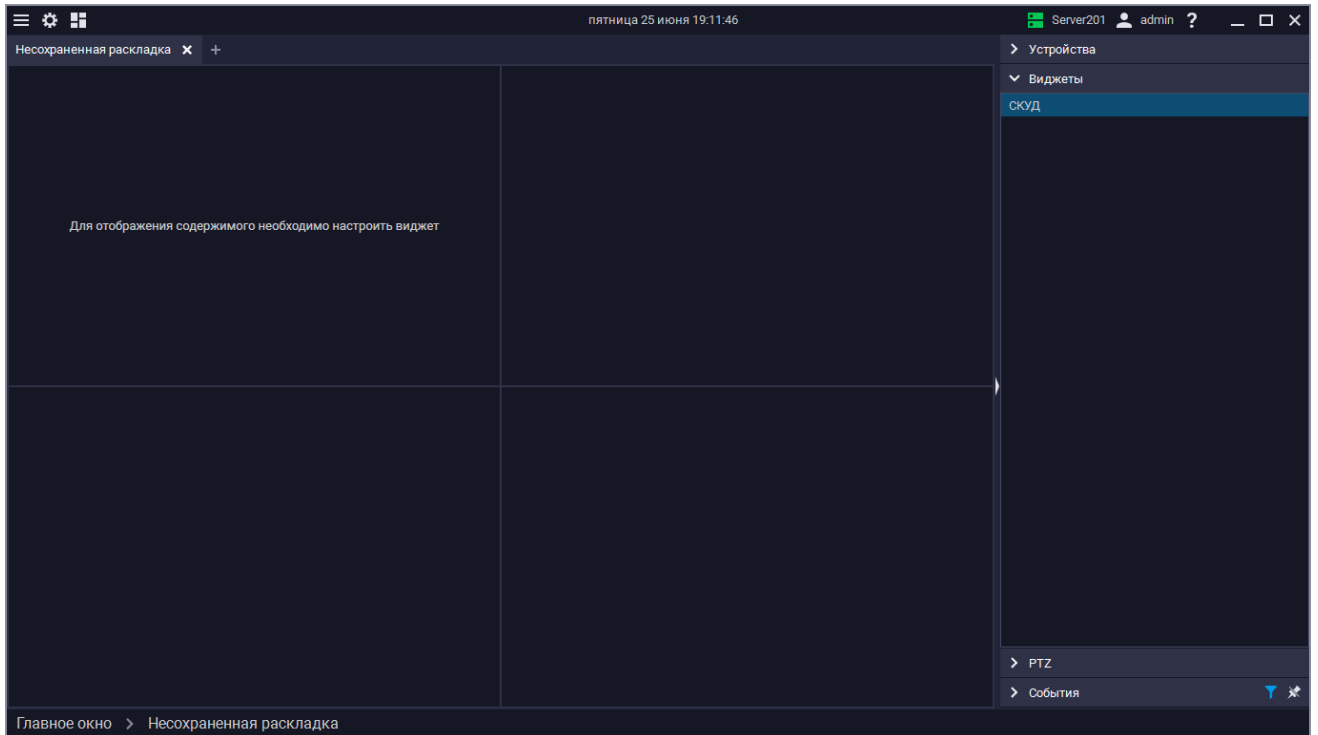 пятница 25 июня 19:11:46
Server201 admin ?
Несохраненная раскладка
Устройства
Виджеты
СКУД
Для отображения содержимого необходимо настроить виджет
PTZ
События
Главное окно > Несохраненная раскладка